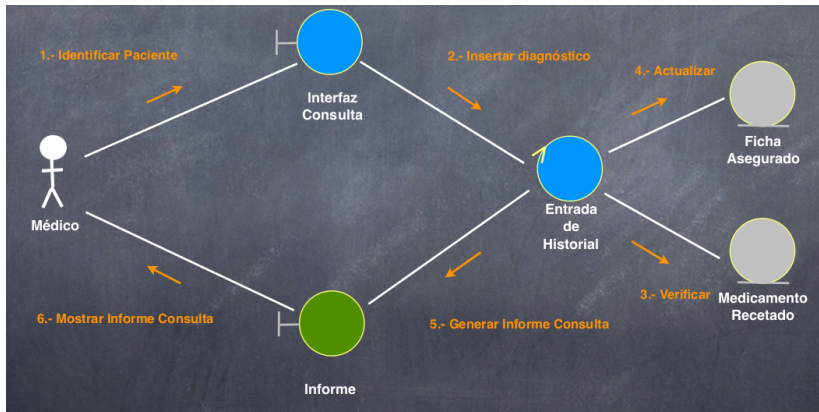 1.- Identificar Paciente
2.- Insertar diagnóstico
4.- Actualizar
Interfaz
Consulta
Ficha
Asegurado
Médico
Entrada
de
Historial
3.- Verificar
Medicamento
Recetado
6.- Mostrar Informe Consulta
5.- Generar Informe Consulta
Informe